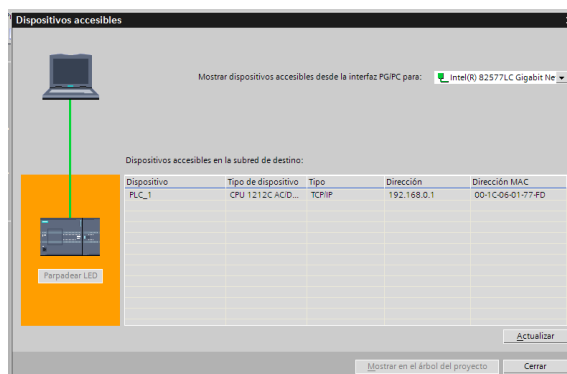 Dispositivos accesibles
Mostrar dispositivos accesibles desde la interfaz PG/PC para: Intel(R) 82577LC Gigabit Ne
Dispositivos accesibles en la subred de destino:
Dispositivo Tipo de dispositivo Tipo Dirección Dirección MAC
PLC_1 CPU 1212C AC/D... TCP/IP 192.168.0.1 00-1C-06-01-77-FD
Parpadear LED
Actualizar
Mostrar en el árbol del proyecto Cerrar